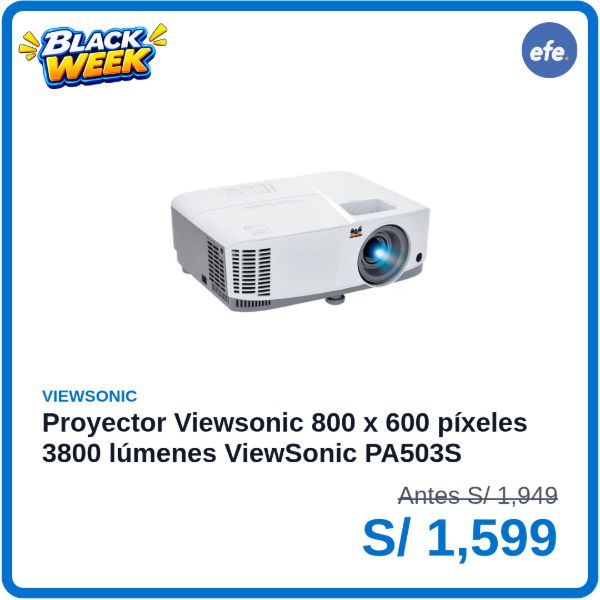 BLACK
WEEK
efe.
VIEWSONIC
Proyector Viewsonic 800 x 600 píxeles
3800 lúmenes ViewSonic PA503S
Antes S/ 1,949
S/ 1,599